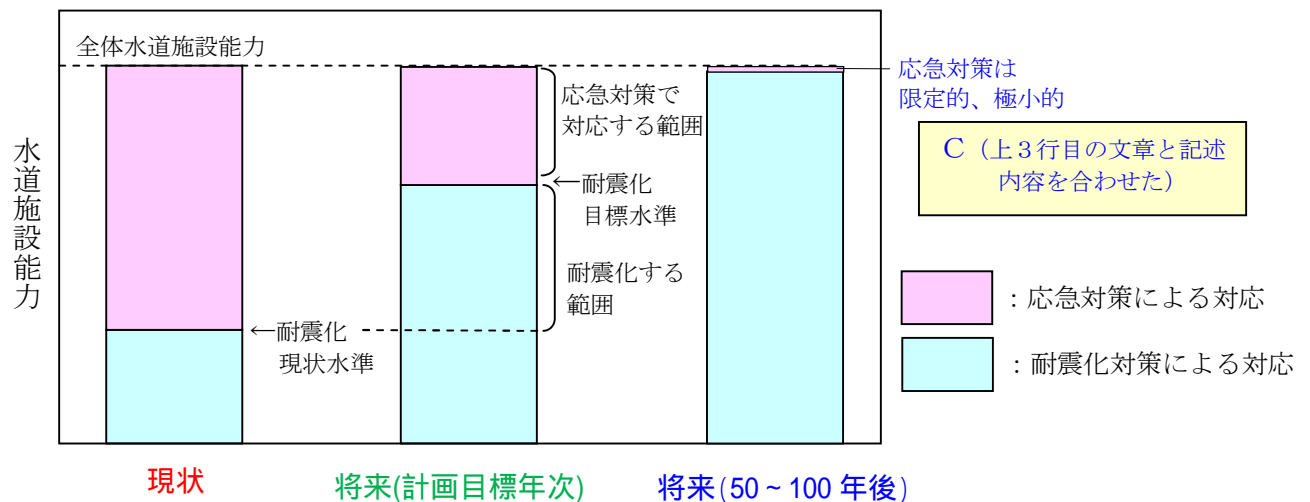 全体水道施設能力
水道施設能力
応急対策で
対応する範囲
←耐震化
目標水準
耐震化する
範囲
←耐震化
現状水準
応急対策は
限定的、極小的
C（上３行目の文章と記述
内容を合わせた）
：応急対策による対応
：耐震化対策による対応
現状
将来(計画目標年次)
将来(50～100年後)